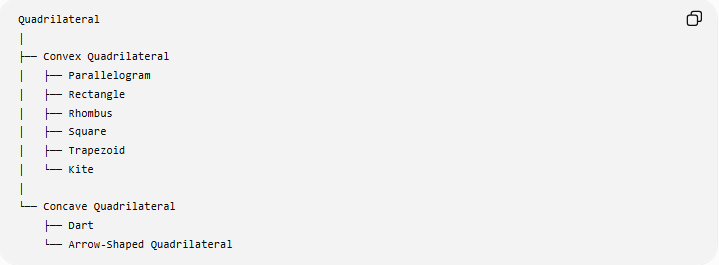 Quadrilateral
│
├── Convex Quadrilateral
│   ├── Parallelogram
│   ├── Rectangle
│   ├── Rhombus
│   ├── Square
│   ├── Trapezoid
│   └── Kite
│
└── Concave Quadrilateral
    ├── Dart
    └── Arrow-Shaped Quadrilateral